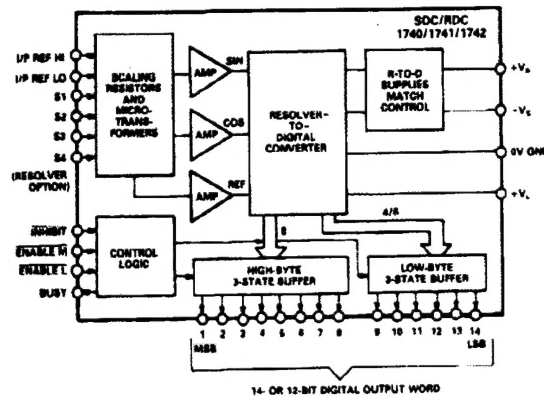 SDC/RDC
1740/1741/1742
I/P REF HI
I/P REF LO
S1
S2
S3
S4
(RESOLVER
OPTION)
SCALING
RESISTORS
AND
MICRO-
TRANS-
FORMERS
AMP
SIN
AMP
COS
AMP
REF
RESOLVER-
TO-
DIGITAL
CONVERTER
R-TO-D
SUPPLIES
MATCH
CONTROL
+VS
-VS
0V GND
+VL
INHIBIT
ENABLE M
ENABLE L
BUSY
CONTROL
LOGIC
8
4/6
HIGH-BYTE
3-STATE BUFFER
LOW-BYTE
3-STATE BUFFER
1 2 3 4 5 6 7 8 9 10 11 12 13 14
MSB LSB
14- OR 12-BIT DIGITAL OUTPUT WORD